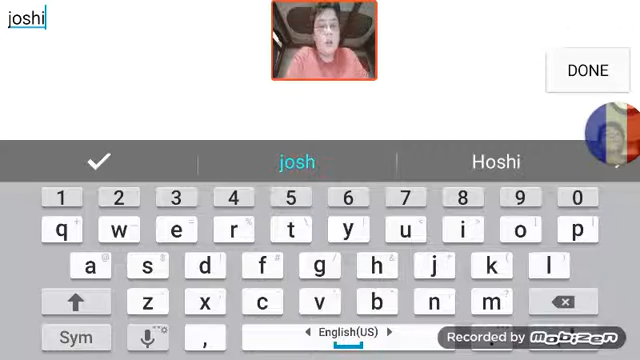 joshi
DONE
josh Hoshi
1 2 3 4 5 6 7 8 9 0
q w e r t y u i o p
a s d f g h j k l
z x c v b n m
Sym , English(US)
Recorded by Mobizen